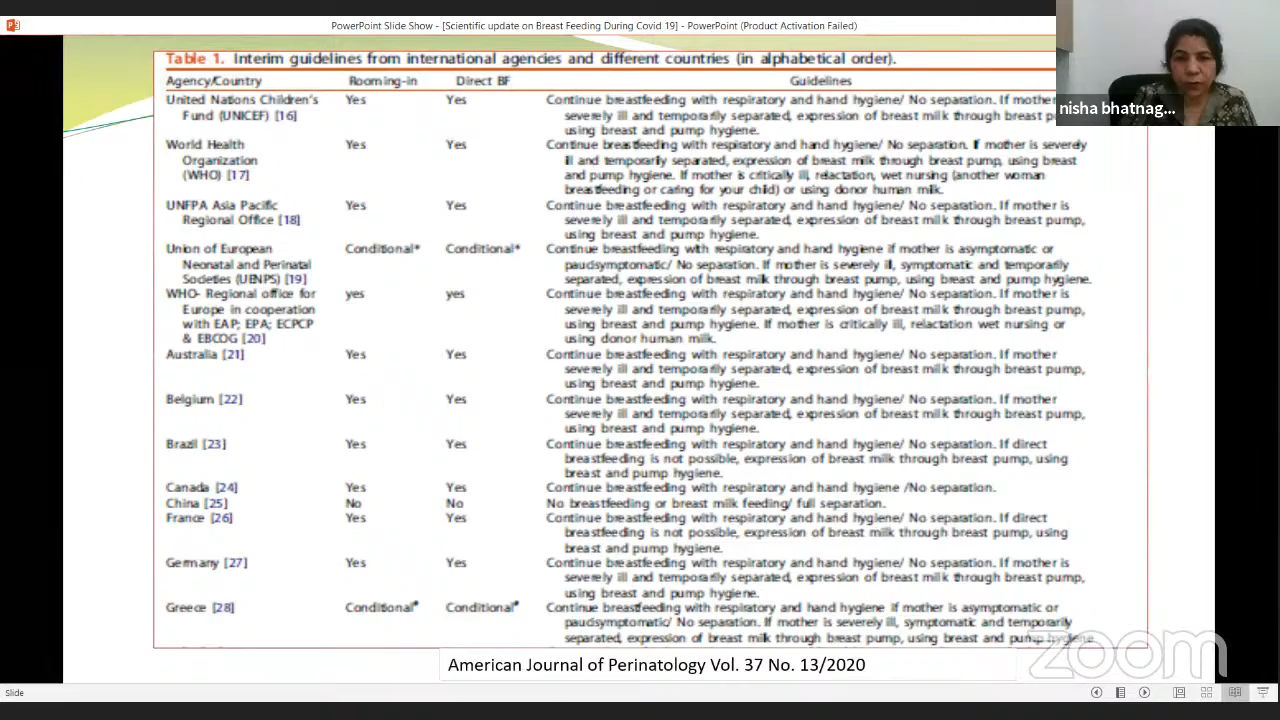 PowerPoint Slide Show - [Scientific update on Breast Feeding During Covid 19] - PowerPoint (Product Activation Failed)
Table 1. Interim guidelines from international agencies and different countries (in alphabetical order).
Agency/Country Rooming-in Direct BF Guidelines
United Nations Children's Yes Yes Continue breastfeeding with respiratory and hand hygiene/ No separation. If mother
Fund (UNICEF) [16] severely ill and temporarily separated, expression of breast milk through breast
using breast and pump hygiene.
nisha bhatnag...
World Health Yes Yes Continue breastfeeding with respiratory and hand hygiene/ No separation. If mother is severely
Organization ill and temporarily separated, expression of breast milk through breast pump, using breast
(WHO) [17] and pump hygiene. If mother is critically ill, relactation, wet nursing (another woman
breastfeeding or caring for your child) or using donor human milk.
UNFPA Asia Pacific Yes Yes Continue breastfeeding with respiratory and hand hygiene/ No separation. If mother is
Regional Office [18] severely ill and temporarily separated, expression of breast milk through breast pump,
using breast and pump hygiene.
Union of European Conditional* Conditional* Continue breastfeeding with respiratory and hand hygiene if mother is asymptomatic or
Neonatal and Perinatal paudsymptomatic/ No separation. If mother is severely ill, symptomatic and temporarily
Societies (UENPS) [19] separated, expression of breast milk through breast pump, using breast and pump hygiene.
WHO- Regional office for yes yes Continue breastfeeding with respiratory and hand hygiene/ No separation. If mother is
Europe in cooperation severely ill and temporarily separated, expression of breast milk through breast pump,
with EAP; EPA; ECPCP using breast and pump hygiene. If mother is critically ill, relactation wet nursing or
& EBCOG [20] using donor human milk.
Australia [21] Yes Yes Continue breastfeeding with respiratory and hand hygiene/ No separation. If mother
severely ill and temporarily separated, expression of breast milk through breast pump,
using breast and pump hygiene.
Belgium [22] Yes Yes Continue breastfeeding with respiratory and hand hygiene/ No separation. If mother
severely ill and temporarily separated, expression of breast milk through breast pump,
using breast and pump hygiene.
Brazil [23] Yes Yes Continue breastfeeding with respiratory and hand hygiene/ No separation. If direct
breastfeeding is not possible, expression of breast milk through breast pump, using
breast and pump hygiene.
Canada [24] Yes Yes Continue breastfeeding with respiratory and hand hygiene /No separation.
China [25] No No No breastfeeding or breast milk feeding/ full separation.
France [26] Yes Yes Continue breastfeeding with respiratory and hand hygiene/ No separation. If direct
breastfeeding is not possible, expression of breast milk through breast pump, using
breast and pump hygiene.
Germany [27] Yes Yes Continue breastfeeding with respiratory and hand hygiene/ No separation. If mother
severely ill and temporarily separated, expression of breast milk through breast pump,
using breast and pump hygiene.
Greece [28] Conditional Conditional Continue breastfeeding with respiratory and hand hygiene if mother is asymptomatic or
paudsymptomatic/ No separation. If mother is severely ill, symptomatic and temporarily
separated, expression of breast milk through breast pump, using breast and pump hygiene
American Journal of Perinatology Vol. 37 No. 13/2020
zoom
Slide